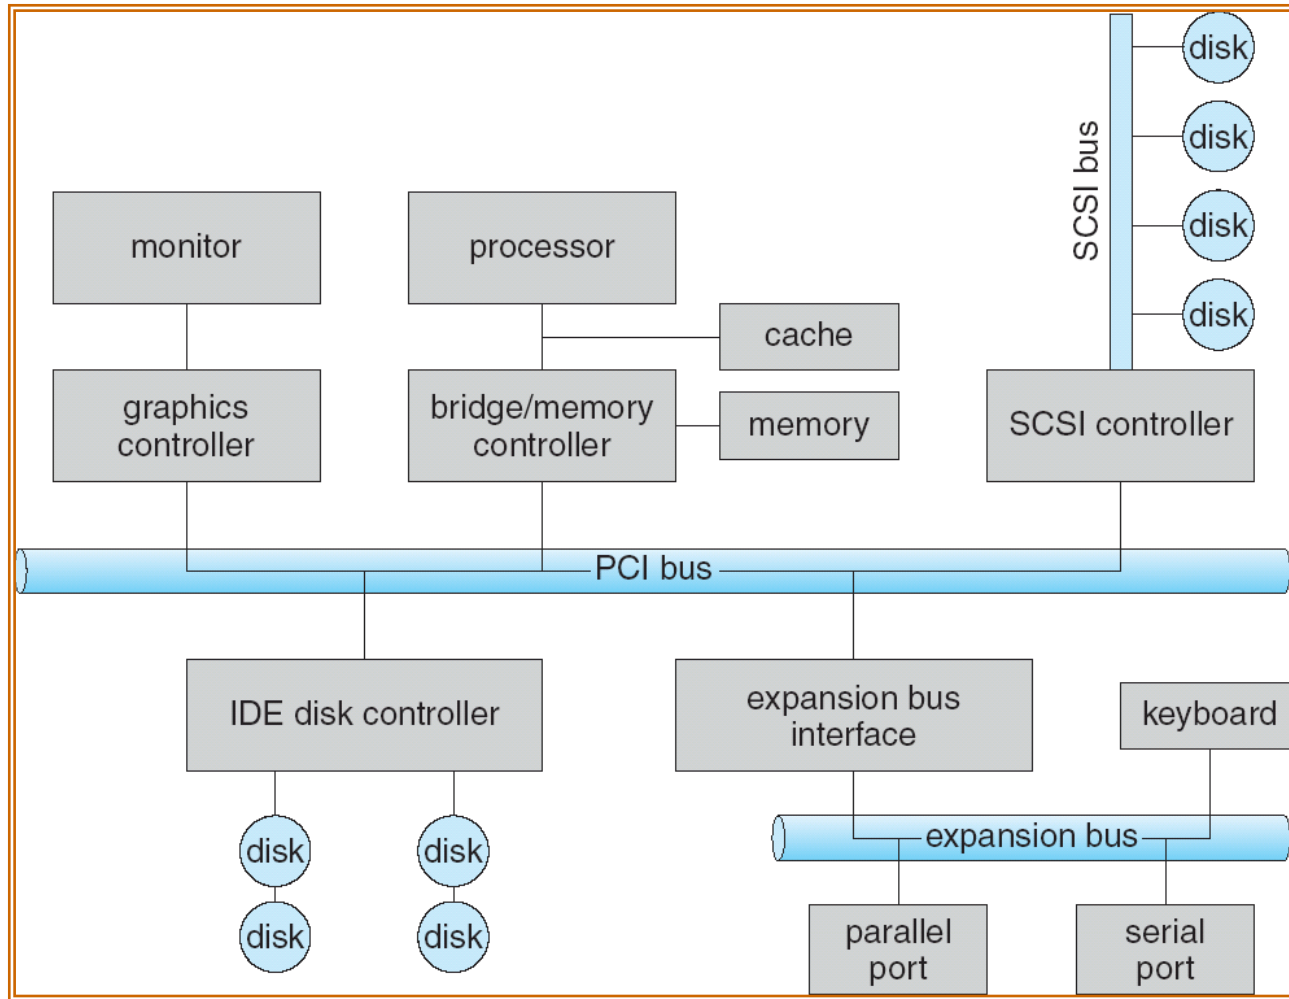 disk
disk
disk
disk
SCSI bus
monitor
processor
cache
graphics
controller
bridge/memory
controller
memory
SCSI controller
PCI bus
IDE disk controller
expansion bus
interface
keyboard
disk
disk
expansion bus
disk
disk
parallel
port
serial
port